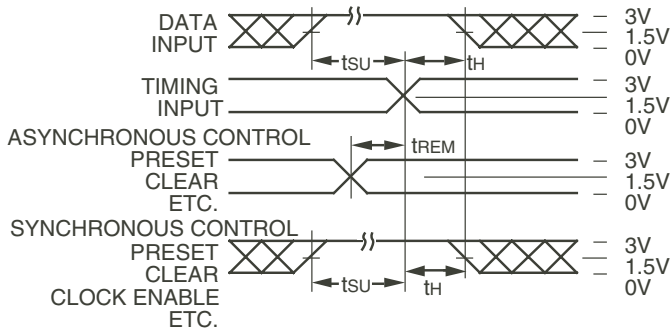 DATA
INPUT
3V
1.5V
0V
tSU
tH
TIMING
INPUT
3V
1.5V
0V
ASYNCHRONOUS CONTROL
tREM
PRESET
CLEAR
ETC.
3V
1.5V
0V
SYNCHRONOUS CONTROL
PRESET
CLEAR
CLOCK ENABLE
ETC.
3V
1.5V
0V
tSU
tH